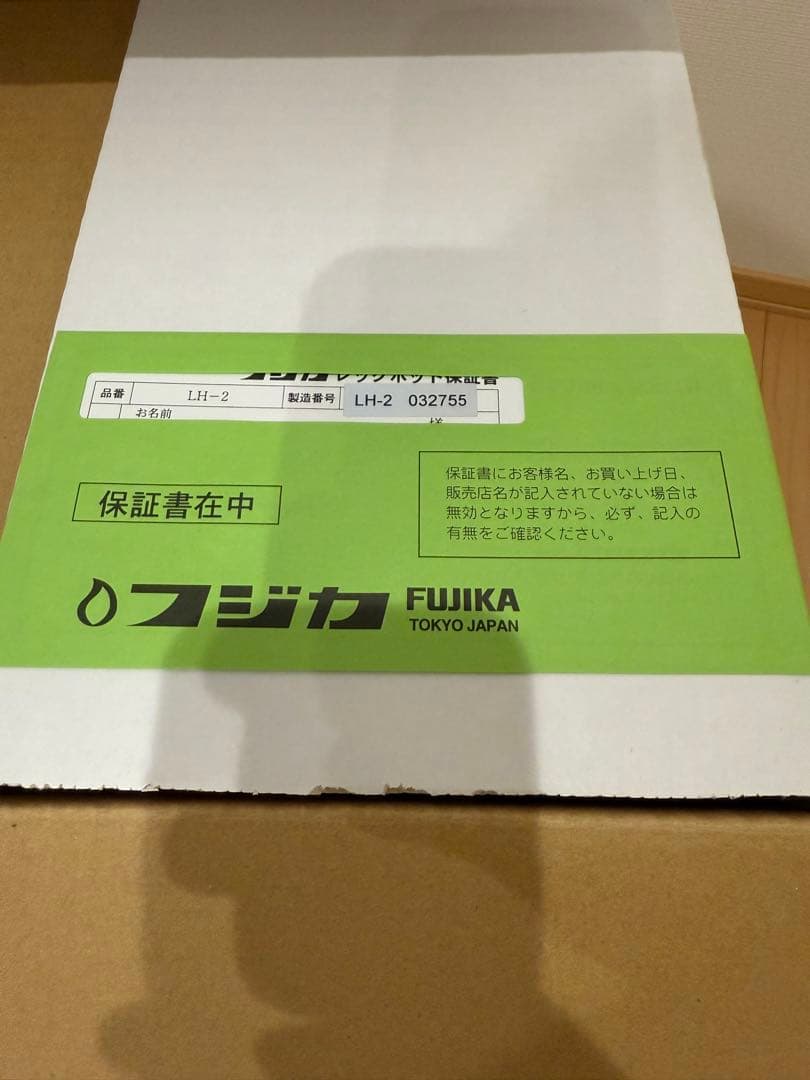 フジカ レッグホット保証書
品番 LH-2 製造番号 LH-2 032755
お名前 様
保証書在中
保証書にお客様名、お買い上げ日、
販売店名が記入されていない場合は
無効となりますから、必ず、記入の
有無をご確認ください。
フジカ FUJIKA
TOKYO JAPAN